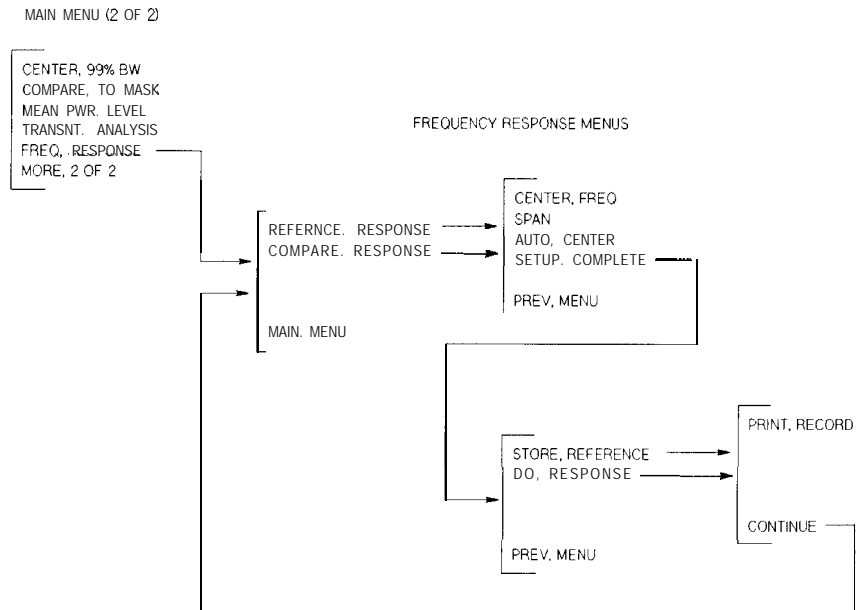 MAIN MENU (2 OF 2)
CENTER, 99% BW
COMPARE, TO MASK
MEAN PWR. LEVEL
TRANSNT. ANALYSIS
FREQ, RESPONSE
MORE, 2 OF 2
FREQUENCY RESPONSE MENUS
REFERNCE. RESPONSE
COMPARE. RESPONSE
MAIN. MENU
CENTER, FREQ
SPAN
AUTO, CENTER
SETUP. COMPLETE
PREV, MENU
STORE, REFERENCE
DO, RESPONSE
PREV, MENU
PRINT, RECORD
CONTINUE